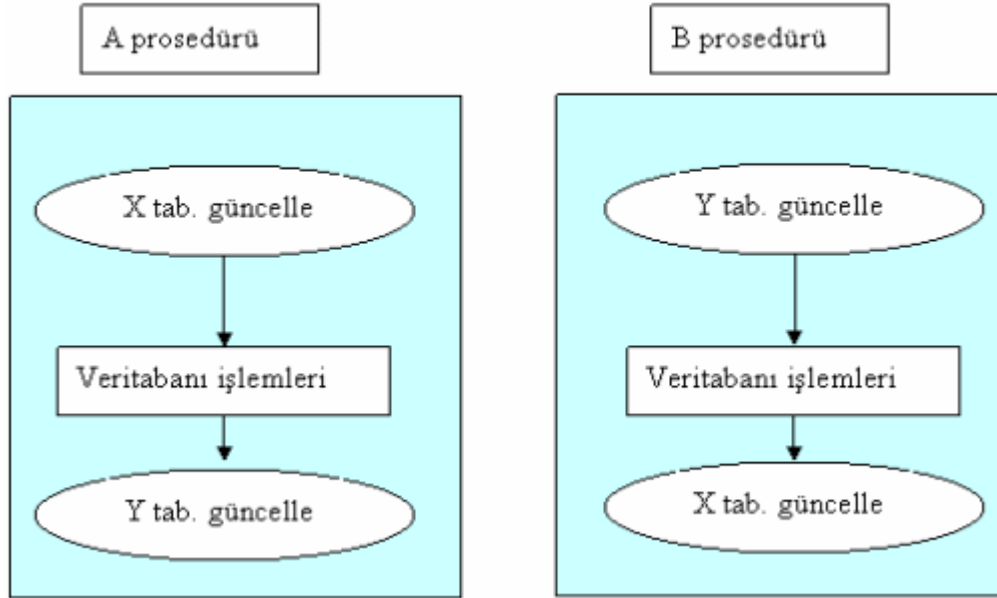 A prosedürü
X tab. güncelle
Veritabanı işlemleri
Y tab. güncelle
B prosedürü
Y tab. güncelle
Veritabanı işlemleri
X tab. güncelle